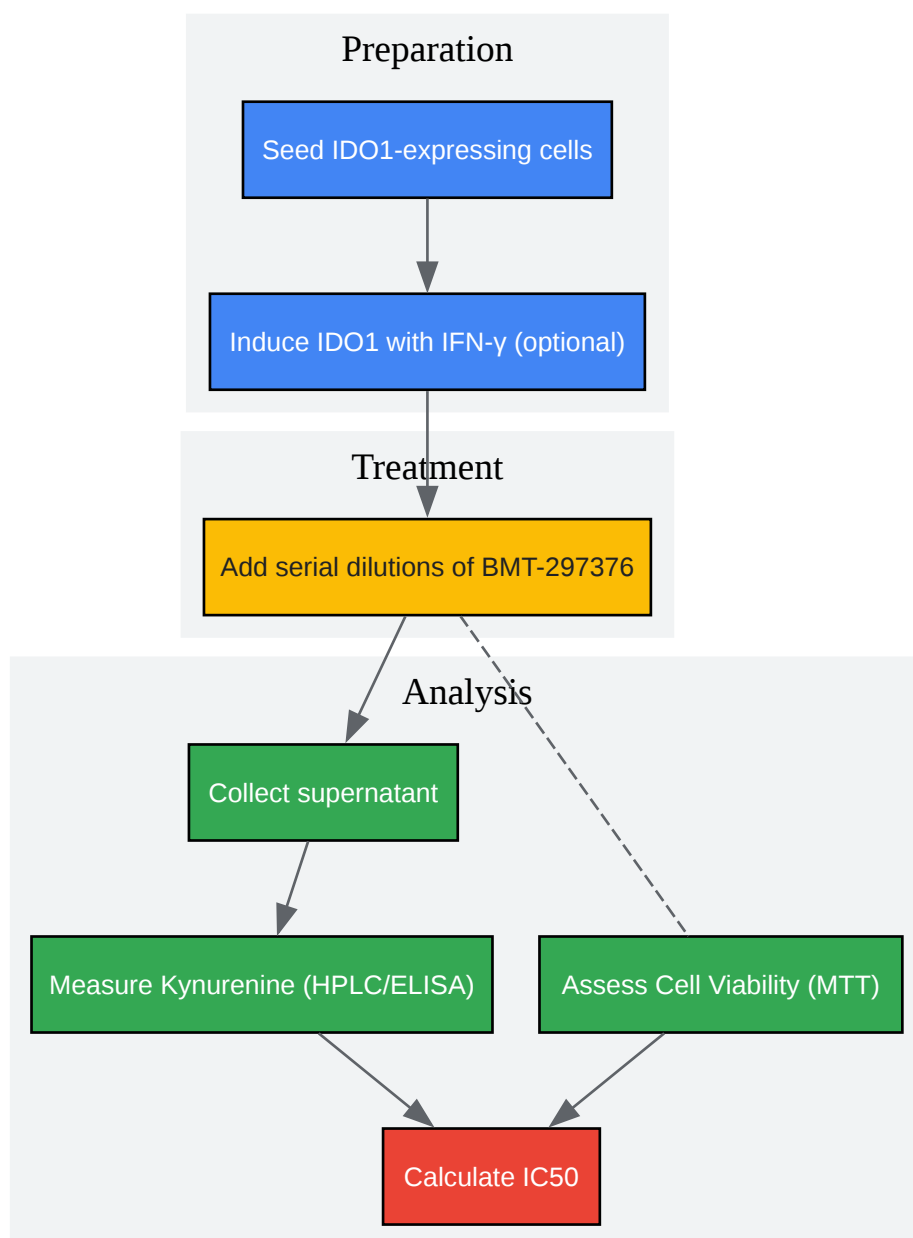 Preparation
Seed IDO1-expressing cells
Induce IDO1 with IFN-γ (optional)
Treatment
Add serial dilutions of BMT-297376
Analysis
Collect supernatant
Measure Kynurenine (HPLC/ELISA)
Assess Cell Viability (MTT)
Calculate IC50